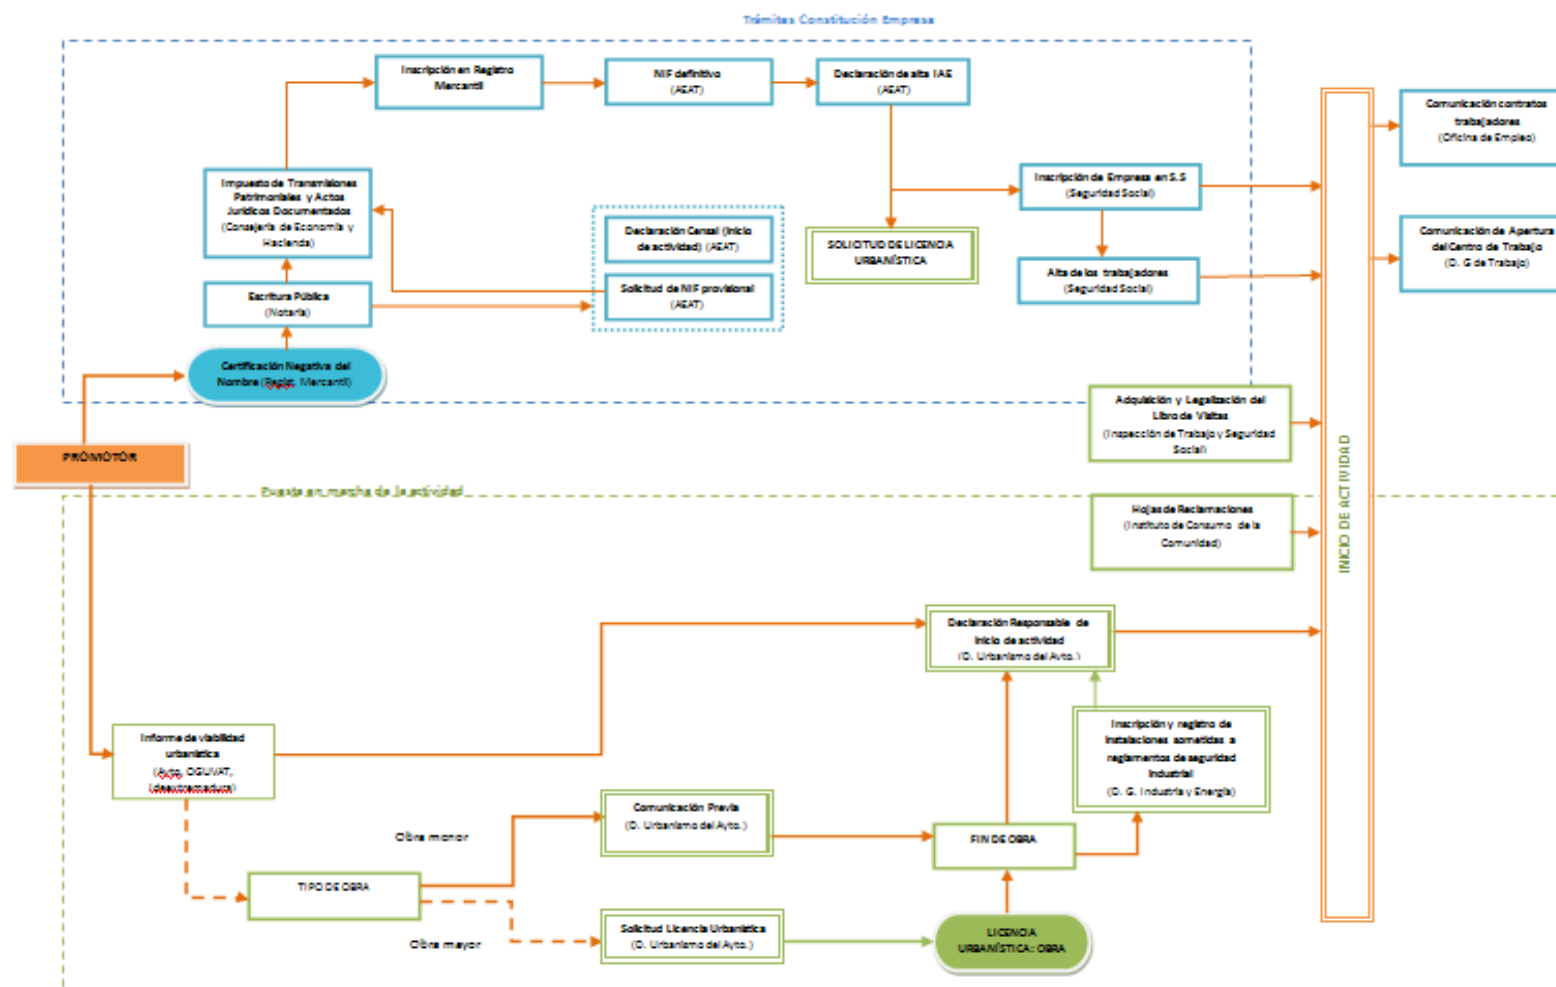 Trámites Constitución Empresa
Inscripción en Registro
Mercantil
NIF definitivo
(AEAT)
Declaración de alta IAE
(AEAT)
Comunicación contratos
trabajadores
(Oficina de Empleo)
Impuesto de Transmisiones
Patrimoniales y Actos
Jurídicos Documentados
(Consejería de Economía y
Hacienda)
Inscripción de Empresa en S.S
(Seguridad Social)
Declaración Censal (Inicio
de actividad) (AEAT)
SOLICITUD DE LICENCIA
URBANÍSTICA
Comunicación de Apertura
del Centro de Trabajo
(D. G de Trabajo)
Escritura Pública
(Notaría)
Solicitud de NIF provisional
(AEAT)
Alta de los trabajadores
(Seguridad Social)
Certificación Negativa del
Nombre (Regist. Mercantil)
Adquisición y Legalización del
Libro de Visitas
(Inspección de Trabajo y Seguridad
Social)
PROMOTOR
Puesta en marcha de la actividad
Hojas de Reclamaciones
(Instituto de Consumo de la
Comunidad)
INICIO DE ACTIVIDAD
Declaración Responsable de
Inicio de actividad
(D. Urbanismo del Ayto.)
Informe de viabilidad
urbanística
(Ayto, OGUVAT,
Ideextremadura)
Inscripción y registro de
Instalaciones sometidas a
reglamentos de seguridad
Industrial
(D. G. Industria y Energía)
Obra menor
Comunicación Previa
(D. Urbanismo del Ayto.)
FIN DE OBRA
TIPO DE OBRA
Obra mayor
Solicitud Licencia Urbanística
(D. Urbanismo del Ayto.)
LICENCIA
URBANÍSTICA: OBRA